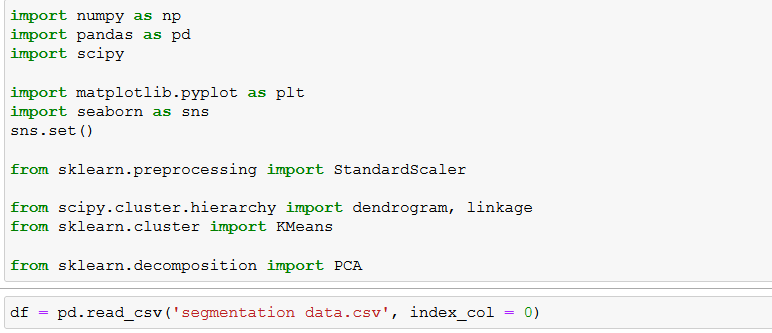 import numpy as np
import pandas as pd
import scipy
import matplotlib.pyplot as plt
import seaborn as sns
sns.set()
from sklearn.preprocessing import StandardScaler
from scipy.cluster.hierarchy import dendrogram, linkage
from sklearn.cluster import KMeans
from sklearn.decomposition import PCA
df = pd.read_csv('segmentation data.csv', index_col = 0)